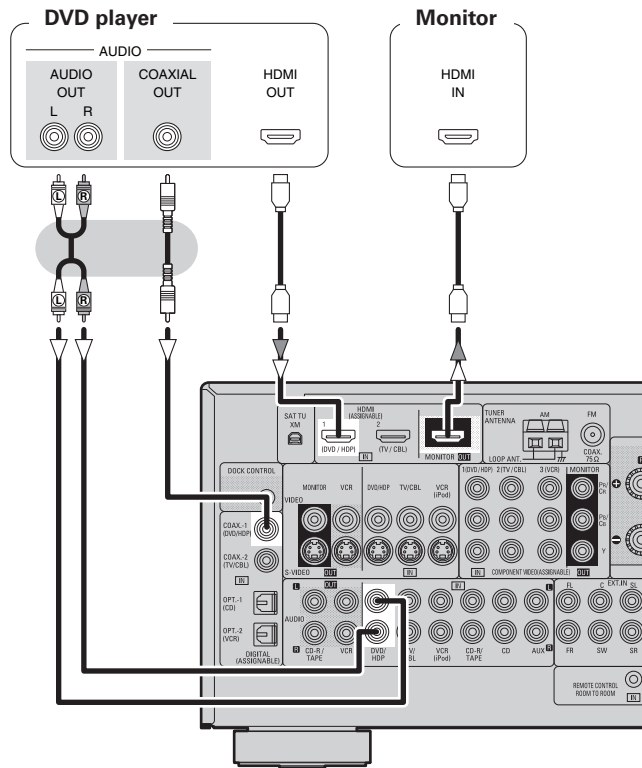 DVD player
Monitor
AUDIO
AUDIO OUT
COAXIAL OUT
HDMI OUT
HDMI IN
L R
L R
L R
SAT TU
XM
HDMI
(ASSIGNABLE)
1 2
(DVD / HDP)
(TV / CBL)
IN
MONITOR OUT
TUNER
ANTENNA
AM
FM
LOOP ANT.
COAX.
75Ω
DOCK CONTROL
MONITOR VCR DVD/HDP TV/CBL VCR
(iPod)
VIDEO
S-VIDEO OUT
IN
1(DVD/HDP) 2(TV/CBL) 3(VCR) MONITOR
PR/
CR
PB/
CB
Y
IN COMPONENT VIDEO(ASSIGNABLE) OUT
COAX.-1
(DVD/HDP)
COAX.-2
(TV/CBL)
IN
OPT.-1
(CD)
OPT.-2
(VCR)
DIGITAL
(ASSIGNABLE)
L OUT IN L
AUDIO
R CD-R/
TAPE
VCR
DVD/
HDP
TV/
CBL
VCR
(iPod)
CD-R/
TAPE
CD
AUX R
FL C EXT.IN SL
FR SW SR
REMOTE CONTROL
ROOM TO ROOM
IN